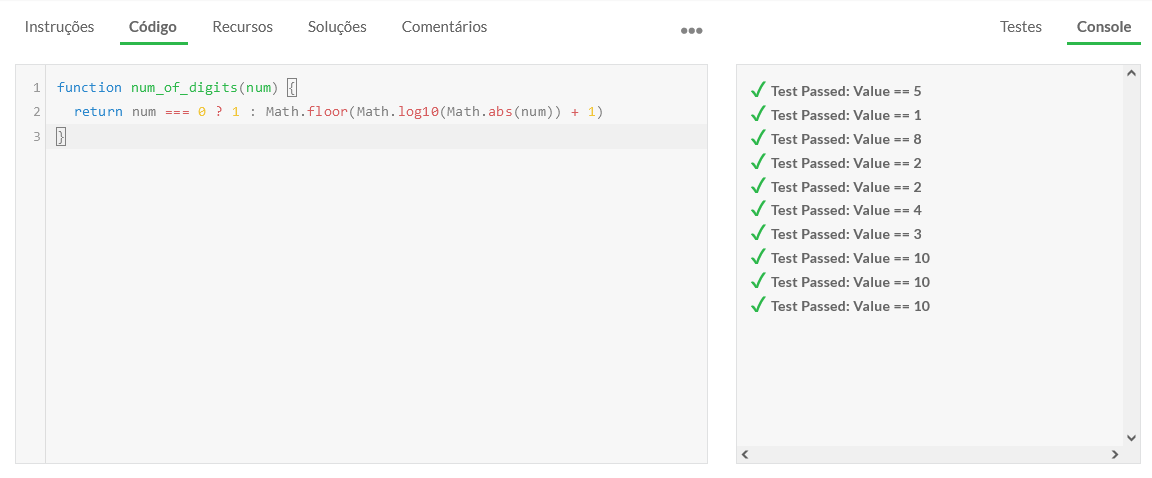 Instruções Código Recursos Soluções Comentários ••• Testes Console
1 function num_of_digits(num) {
2 return num === 0 ? 1 : Math.floor(Math.log10(Math.abs(num)) + 1)
3 }
✓ Test Passed: Value == 5
✓ Test Passed: Value == 1
✓ Test Passed: Value == 8
✓ Test Passed: Value == 2
✓ Test Passed: Value == 2
✓ Test Passed: Value == 4
✓ Test Passed: Value == 3
✓ Test Passed: Value == 10
✓ Test Passed: Value == 10
✓ Test Passed: Value == 10